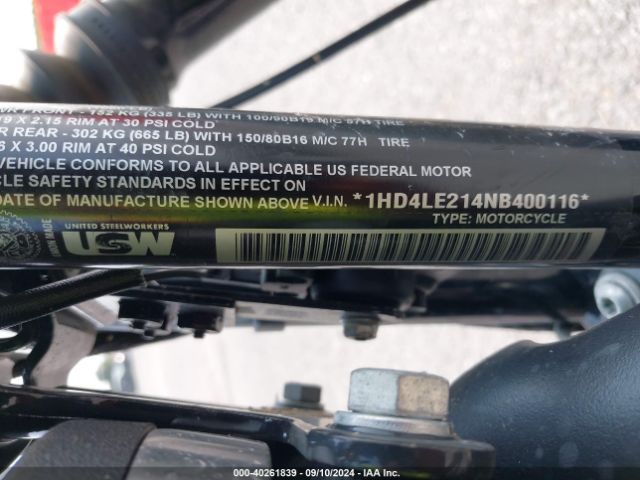 FRONT - 152 KG (335 LB) WITH 100/90B19 M/C 57H TIRE
9 X 2.15 RIM AT 30 PSI COLD
R REAR - 302 KG (665 LB) WITH 150/80B16 M/C 77H TIRE
6 X 3.00 RIM AT 40 PSI COLD
VEHICLE CONFORMS TO ALL APPLICABLE US FEDERAL MOTOR
CLE SAFETY STANDARDS IN EFFECT ON
DATE OF MANUFACTURE SHOWN ABOVE V.I.N. *1HD4LE214NB400116*
TYPE: MOTORCYCLE
UNITED STEELWORKERS
USW
000-40261839 - 09/10/2024 - IAA Inc.